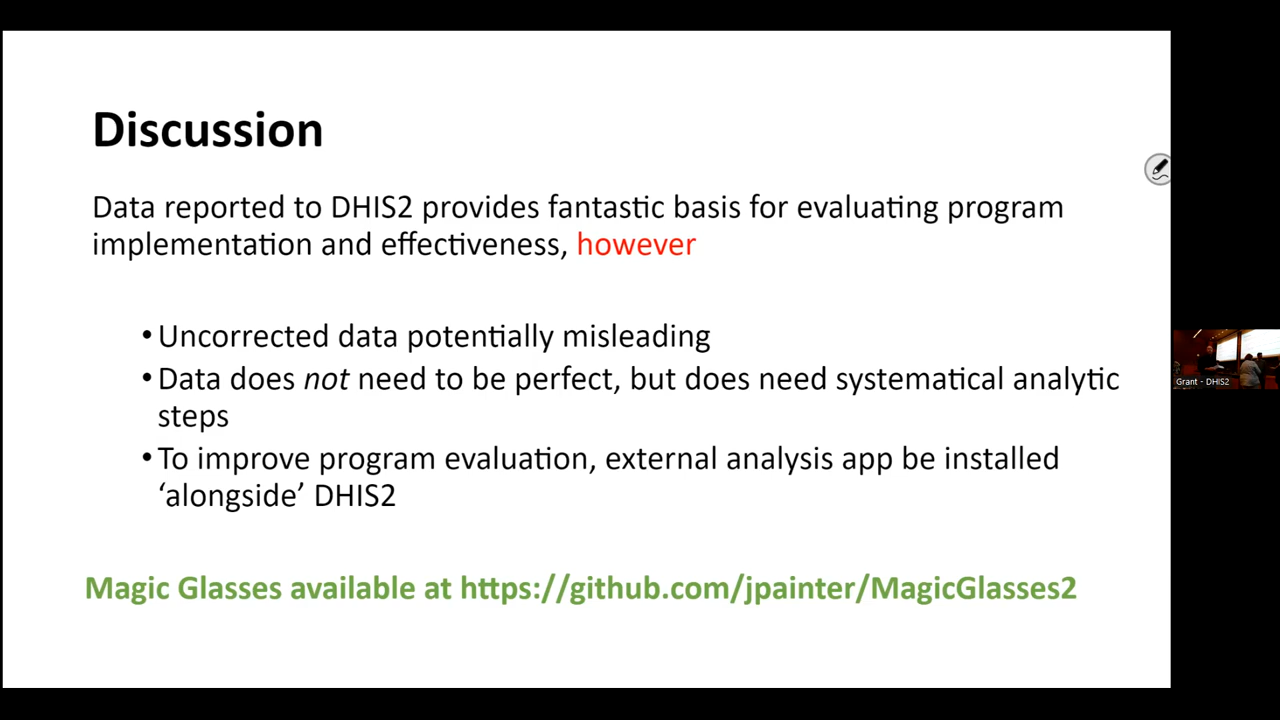 Discussion
Data reported to DHIS2 provides fantastic basis for evaluating program
implementation and effectiveness, however
• Uncorrected data potentially misleading
• Data does not need to be perfect, but does need systematical analytic
steps
• To improve program evaluation, external analysis app be installed
‘alongside’ DHIS2
Magic Glasses available at https://github.com/jpainter/MagicGlasses2
Grant - DHIS2